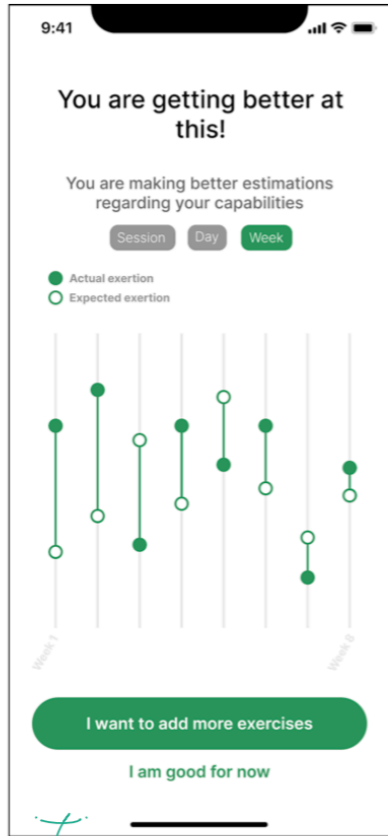 9:41
You are getting better at
this!
You are making better estimations
regarding your capabilities
Session Day Week
Actual exertion
Expected exertion
Week 1 Week 8
I want to add more exercises
I am good for now